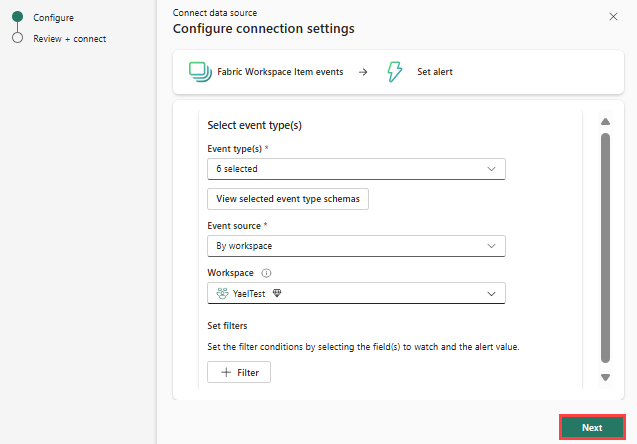 Configure
Review + connect
Connect data source
Configure connection settings
Fabric Workspace Item events
Set alert
Select event type(s)
Event type(s) *
6 selected
View selected event type schemas
Event source *
By workspace
Workspace
YaelTest
Set filters
Set the filter conditions by selecting the field(s) to watch and the alert value.
+ Filter
Next